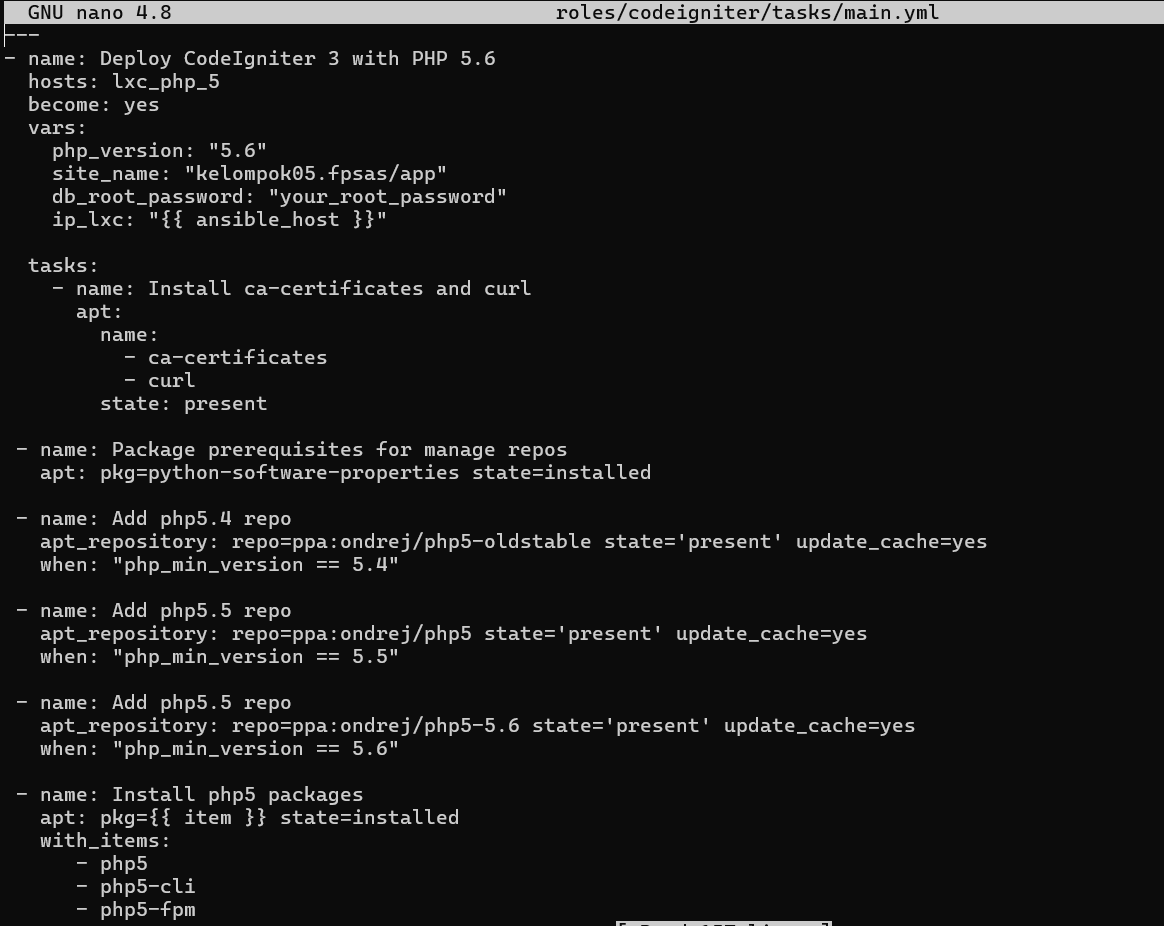 GNU nano 4.8 roles/codeigniter/tasks/main.yml
---
- name: Deploy CodeIgniter 3 with PHP 5.6
  hosts: lxc_php_5
  become: yes
  vars:
    php_version: "5.6"
    site_name: "kelompok05.fpsas/app"
    db_root_password: "your_root_password"
    ip_lxc: "{{ ansible_host }}"

  tasks:
    - name: Install ca-certificates and curl
      apt:
        name:
          - ca-certificates
          - curl
        state: present

 - name: Package prerequisites for manage repos
   apt: pkg=python-software-properties state=installed

 - name: Add php5.4 repo
   apt_repository: repo=ppa:ondrej/php5-oldstable state='present' update_cache=yes
   when: "php_min_version == 5.4"

 - name: Add php5.5 repo
   apt_repository: repo=ppa:ondrej/php5 state='present' update_cache=yes
   when: "php_min_version == 5.5"

 - name: Add php5.5 repo
   apt_repository: repo=ppa:ondrej/php5-5.6 state='present' update_cache=yes
   when: "php_min_version == 5.6"

 - name: Install php5 packages
   apt: pkg={{ item }} state=installed
   with_items:
      - php5
      - php5-cli
      - php5-fpm